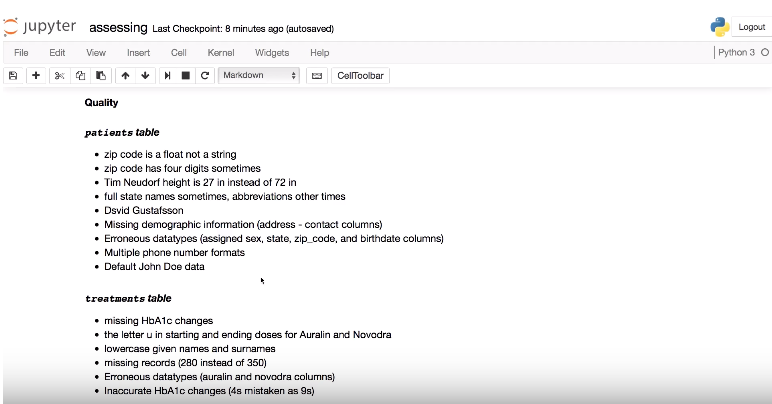 jupyter assessing Last Checkpoint: 8 minutes ago (autosaved) Logout
File Edit View Insert Cell Kernel Widgets Help Python 3
Markdown CellToolbar
Quality
patients table
zip code is a float not a string
zip code has four digits sometimes
Tim Neudorf height is 27 in instead of 72 in
full state names sometimes, abbreviations other times
Dsvid Gustafsson
Missing demographic information (address - contact columns)
Erroneous datatypes (assigned sex, state, zip_code, and birthdate columns)
Multiple phone number formats
Default John Doe data
treatments table
missing HbA1c changes
the letter u in starting and ending doses for Auralin and Novodra
lowercase given names and surnames
missing records (280 instead of 350)
Erroneous datatypes (auralin and novodra columns)
Inaccurate HbA1c changes (4s mistaken as 9s)